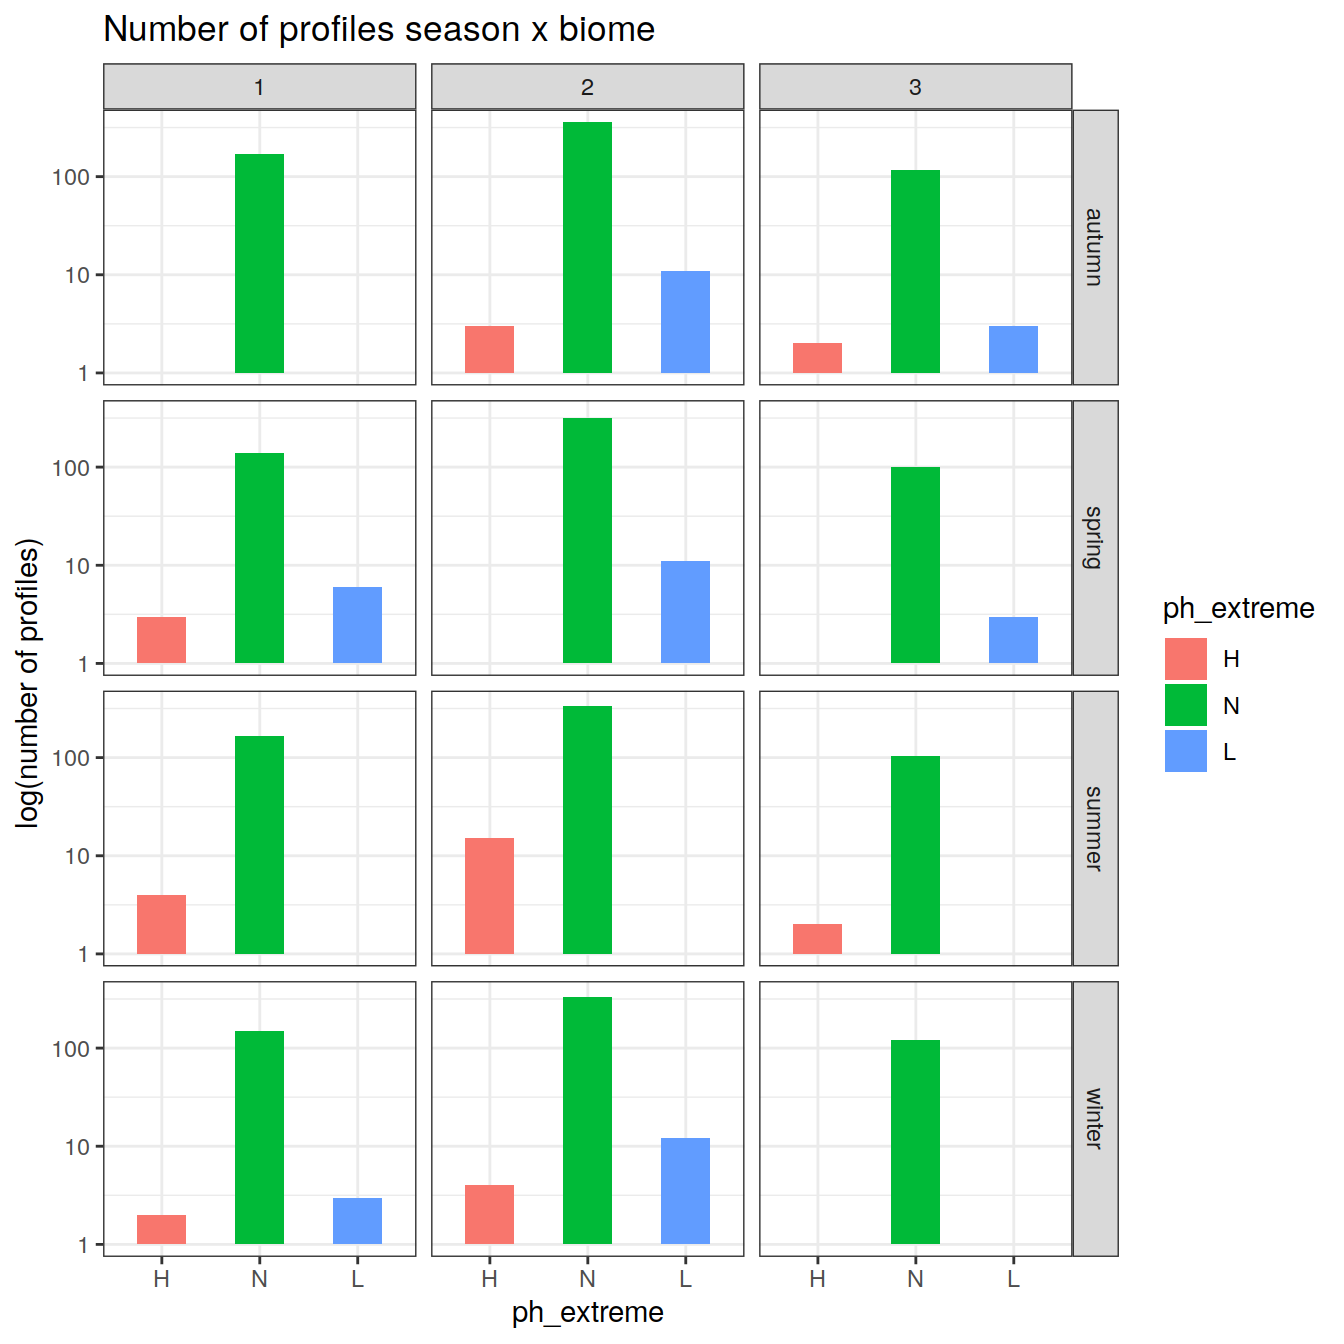 Number of profiles season x biome
1
2
3
100
10
1
autumn
100
10
1
spring
100
10
1
summer
100
10
1
winter
log(number of profiles)
H
N
L
H
N
L
H
N
L
ph_extreme
ph_extreme
H
N
L